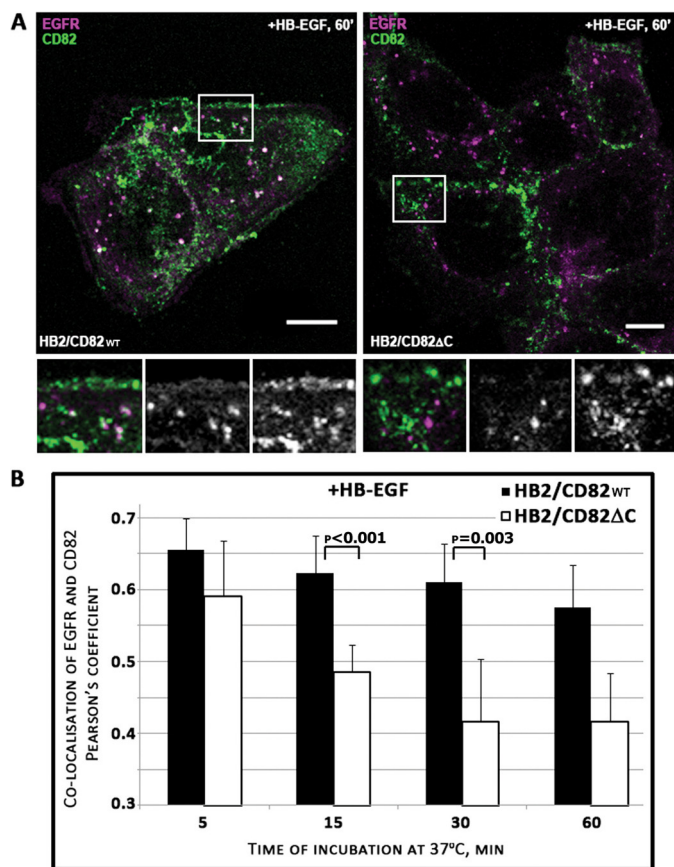 A
EGFR
CD82
+HB-EGF, 60'
HB2/CD82WT
EGFR
CD82
+HB-EGF, 60'
HB2/CD82ΔC
B
+HB-EGF
HB2/CD82WT
HB2/CD82ΔC
CO-LOCALISATION OF EGFR AND CD82
PEARSON'S COEFFICIENT
0.7
0.6
0.5
0.4
0.3
P<0.001
P=0.003
5 15 30 60
TIME OF INCUBATION AT 37ºC, MIN